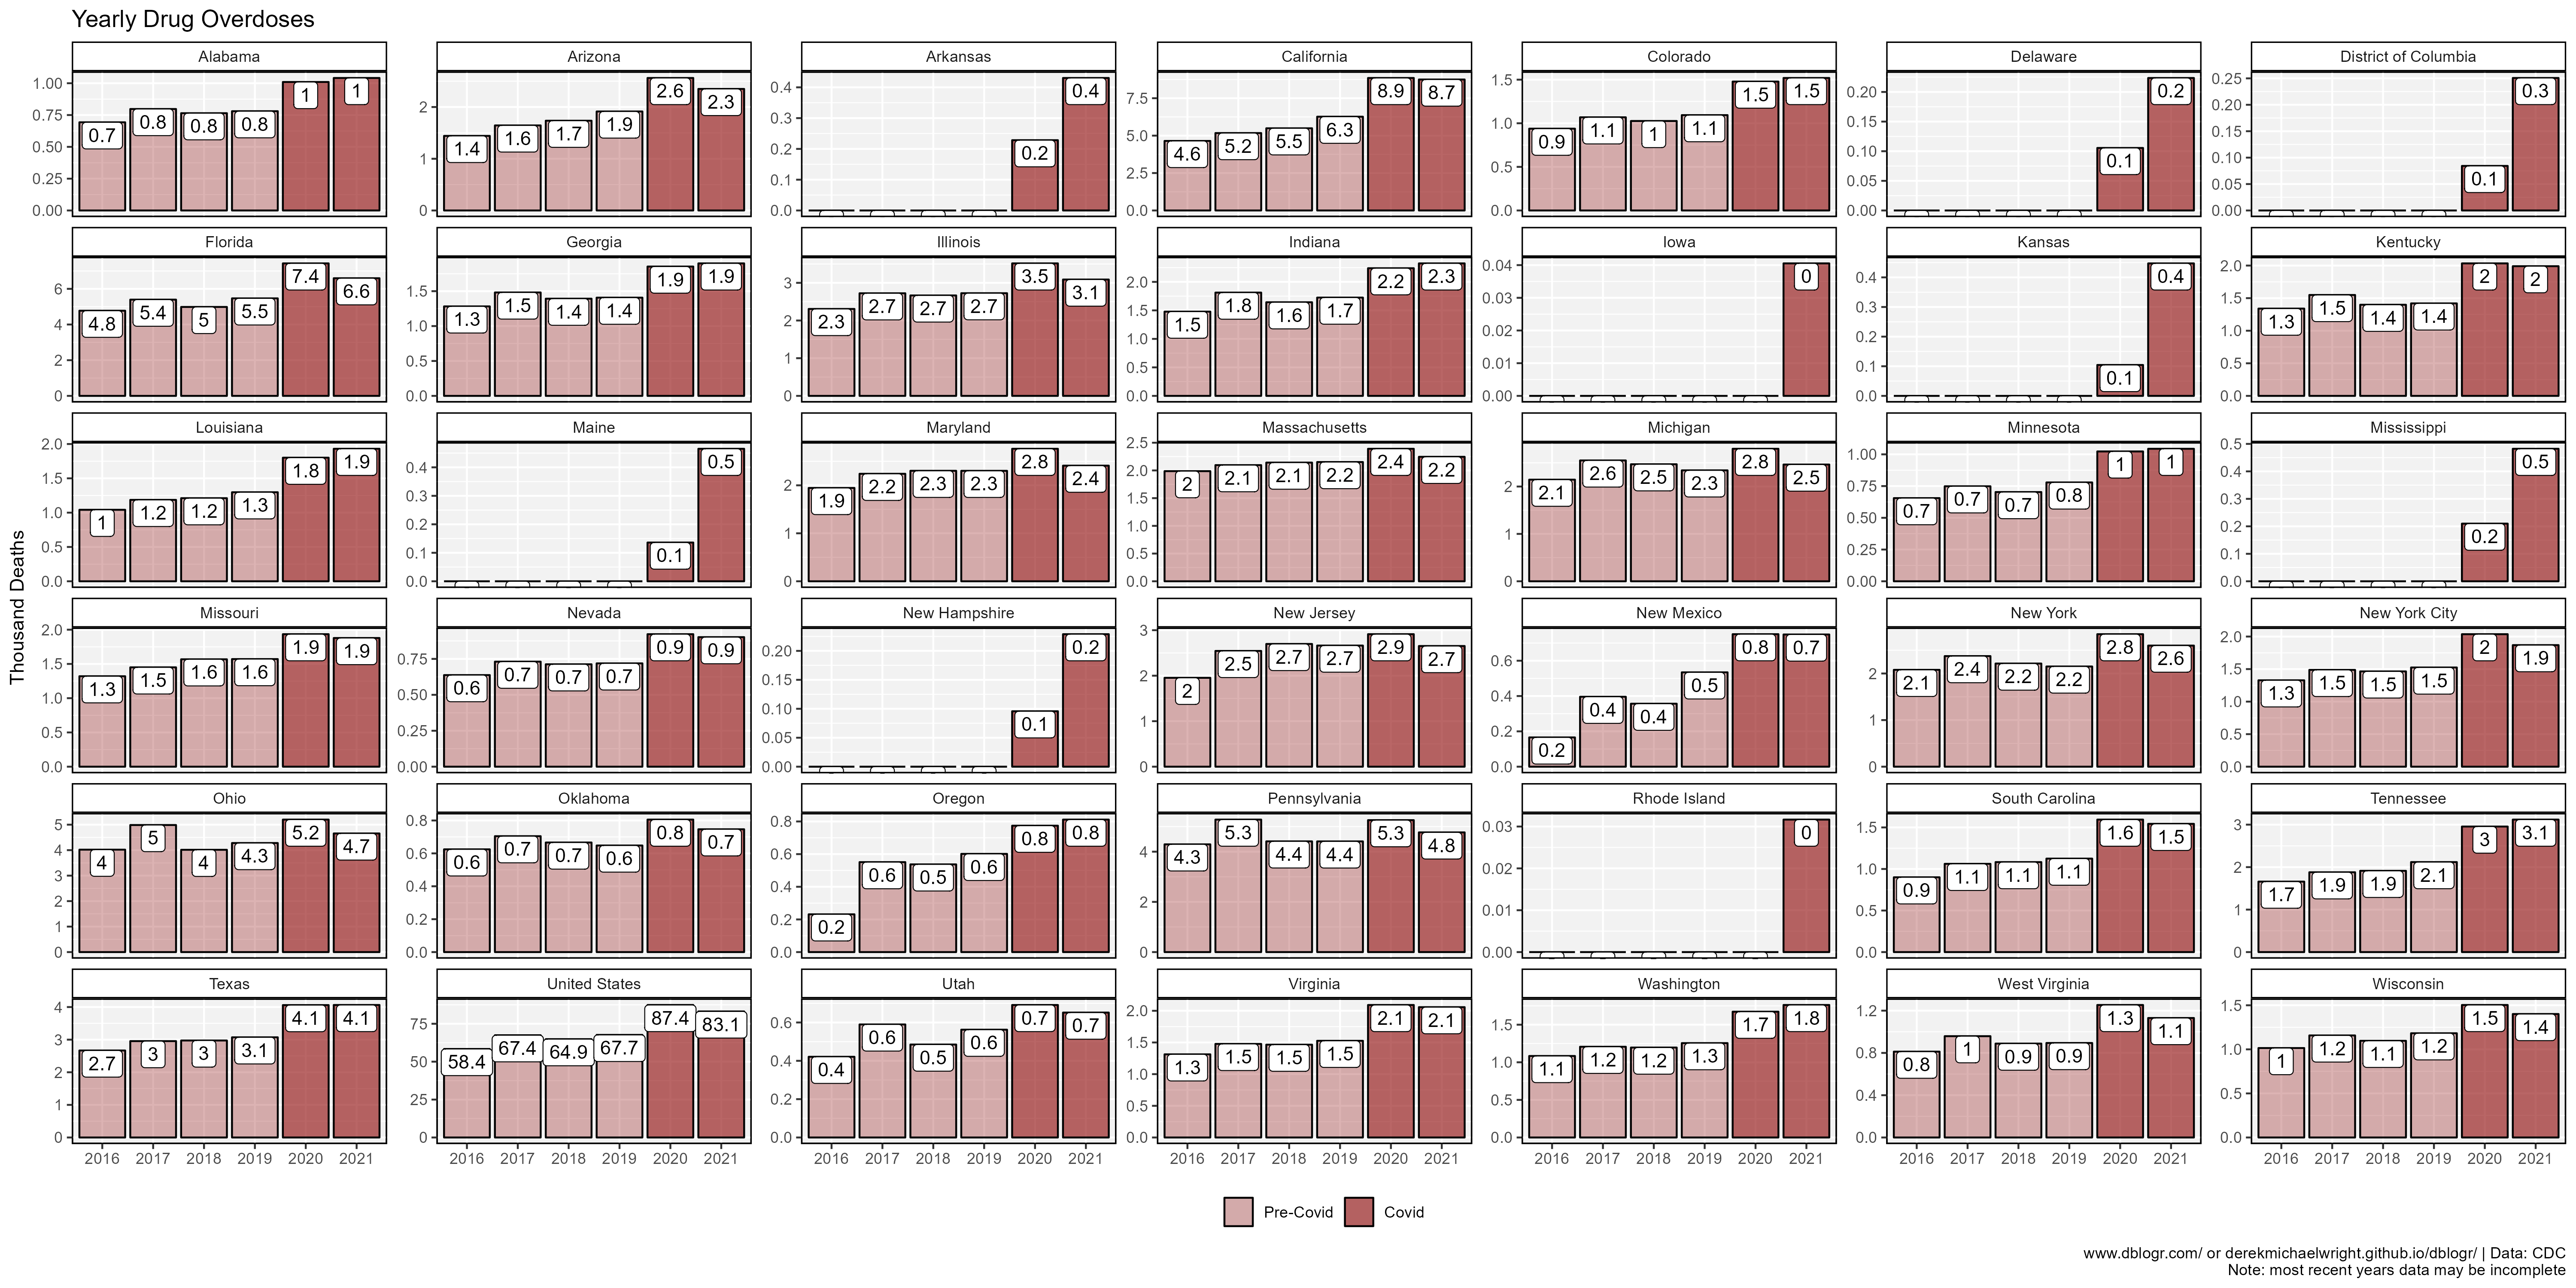 Yearly Drug Overdoses
Thousand Deaths
Alabama
1.00
0.75
0.50
0.25
0.00
0.7 0.8 0.8 0.8 1 1
Arizona
2
1
0
1.4 1.6 1.7 1.9 2.6 2.3
Arkansas
0.4
0.3
0.2
0.1
0.0
0.2 0.4
California
7.5
5.0
2.5
0.0
4.6 5.2 5.5 6.3 8.9 8.7
Colorado
1.5
1.0
0.5
0.0
0.9 1.1 1 1.1 1.5 1.5
Delaware
0.20
0.15
0.10
0.05
0.00
0.1 0.2
District of Columbia
0.25
0.20
0.15
0.10
0.05
0.00
0.1 0.3
Florida
6
4
2
0
4.8 5.4 5 5.5 7.4 6.6
Georgia
1.5
1.0
0.5
0.0
1.3 1.5 1.4 1.4 1.9 1.9
Illinois
3
2
1
0
2.3 2.7 2.7 2.7 3.5 3.1
Indiana
2.0
1.5
1.0
0.5
0.0
1.5 1.8 1.6 1.7 2.2 2.3
Iowa
0.04
0.03
0.02
0.01
0.00
0
Kansas
0.4
0.3
0.2
0.1
0.0
0.1 0.4
Kentucky
2.0
1.5
1.0
0.5
0.0
1.3 1.5 1.4 1.4 2 2
Louisiana
2.0
1.5
1.0
0.5
0.0
1 1.2 1.2 1.3 1.8 1.9
Maine
0.4
0.3
0.2
0.1
0.0
0.1 0.5
Maryland
2
1
0
1.9 2.2 2.3 2.3 2.8 2.4
Massachusetts
2.5
2.0
1.5
1.0
0.5
0.0
2 2.1 2.1 2.2 2.4 2.2
Michigan
2
1
0
2.1 2.6 2.5 2.3 2.8 2.5
Minnesota
1.00
0.75
0.50
0.25
0.00
0.7 0.7 0.7 0.8 1 1
Mississippi
0.5
0.4
0.3
0.2
0.1
0.0
0.2 0.5
Missouri
2.0
1.5
1.0
0.5
0.0
1.3 1.5 1.6 1.6 1.9 1.9
Nevada
0.75
0.50
0.25
0.00
0.6 0.7 0.7 0.7 0.9 0.9
New Hampshire
0.20
0.15
0.10
0.05
0.00
0.1 0.2
New Jersey
3
2
1
0
2 2.5 2.7 2.7 2.9 2.7
New Mexico
0.6
0.4
0.2
0.0
0.2 0.4 0.4 0.5 0.8 0.7
New York
2
1
0
2.1 2.4 2.2 2.2 2.8 2.6
New York City
2.0
1.5
1.0
0.5
0.0
1.3 1.5 1.5 1.5 2 1.9
Ohio
5
4
3
2
1
0
4 5 4 4.3 5.2 4.7
Oklahoma
0.8
0.6
0.4
0.2
0.0
0.6 0.7 0.7 0.6 0.8 0.7
Oregon
0.8
0.6
0.4
0.2
0.0
0.2 0.6 0.5 0.6 0.8 0.8
Pennsylvania
4
2
0
4.3 5.3 4.4 4.4 5.3 4.8
Rhode Island
0.03
0.02
0.01
0.00
0
South Carolina
1.5
1.0
0.5
0.0
0.9 1.1 1.1 1.1 1.6 1.5
Tennessee
3
2
1
0
1.7 1.9 1.9 2.1 3 3.1
Texas
4
3
2
1
0
2.7 3 3 3.1 4.1 4.1
2016 2017 2018 2019 2020 2021
United States
75
50
25
0
58.4 67.4 64.9 67.7 87.4 83.1
2016 2017 2018 2019 2020 2021
Utah
0.6
0.4
0.2
0.0
0.4 0.6 0.5 0.6 0.7 0.7
2016 2017 2018 2019 2020 2021
Virginia
2.0
1.5
1.0
0.5
0.0
1.3 1.5 1.5 1.5 2.1 2.1
2016 2017 2018 2019 2020 2021
Washington
1.5
1.0
0.5
0.0
1.1 1.2 1.2 1.3 1.7 1.8
2016 2017 2018 2019 2020 2021
West Virginia
1.2
0.8
0.4
0.0
0.8 1 0.9 0.9 1.3 1.1
2016 2017 2018 2019 2020 2021
Wisconsin
1.5
1.0
0.5
0.0
1 1.2 1.1 1.2 1.5 1.4
2016 2017 2018 2019 2020 2021
Pre-Covid Covid
www.dblogr.com/ or derekmichaelwright.github.io/dblogr/ | Data: CDC
Note: most recent years data may be incomplete